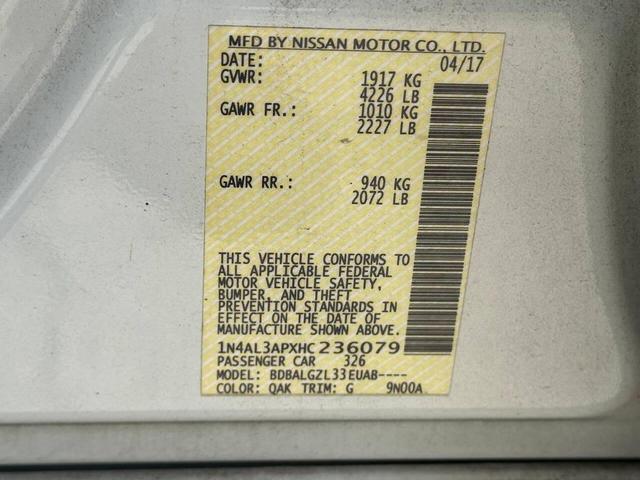 MFD BY NISSAN MOTOR CO., LTD.
DATE: 04/17
GVWR: 1917 KG
4226 LB
GAWR FR.: 1010 KG
2227 LB
GAWR RR.: 940 KG
2072 LB
THIS VEHICLE CONFORMS TO
ALL APPLICABLE FEDERAL
MOTOR VEHICLE SAFETY,
BUMPER, AND THEFT
PREVENTION STANDARDS IN
EFFECT ON THE DATE OF
MANUFACTURE SHOWN ABOVE.
1N4AL3APXHC236079
PASSENGER CAR 326
MODEL: BDBALGZL33EUAB----
COLOR: QAK TRIM: G 9N00A